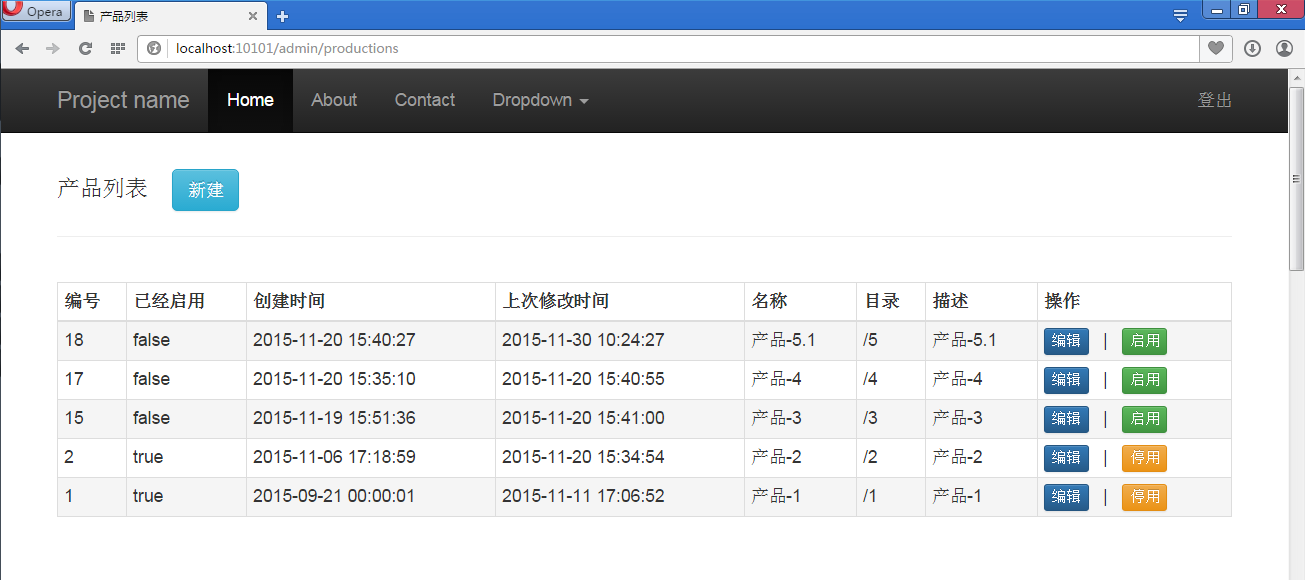 Opera 产品列表
localhost:10101/admin/productions
Project name Home About Contact Dropdown 登出
产品列表 新建
编号 已经启用 创建时间 上次修改时间 名称 目录 描述 操作
18 false 2015-11-20 15:40:27 2015-11-30 10:24:27 产品-5.1 /5 产品-5.1 编辑 | 启用
17 false 2015-11-20 15:35:10 2015-11-20 15:40:55 产品-4 /4 产品-4 编辑 | 启用
15 false 2015-11-19 15:51:36 2015-11-20 15:41:00 产品-3 /3 产品-3 编辑 | 启用
2 true 2015-11-06 17:18:59 2015-11-20 15:34:54 产品-2 /2 产品-2 编辑 | 停用
1 true 2015-09-21 00:00:01 2015-11-11 17:06:52 产品-1 /1 产品-1 编辑 | 停用